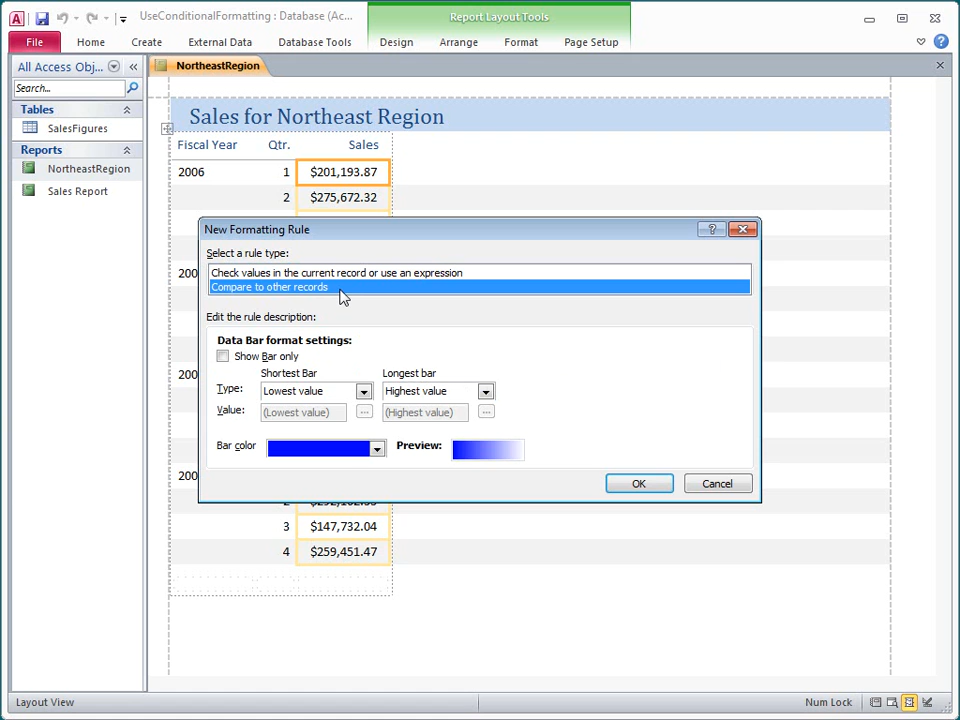 UseConditionalFormatting : Database (Ac...
Report Layout Tools
File
Home
Create
External Data
Database Tools
Design
Arrange
Format
Page Setup
All Access Obj...
Search...
Tables
SalesFigures
Reports
NortheastRegion
Sales Report
NortheastRegion
Sales for Northeast Region
Fiscal Year Qtr. Sales
2006 1 $201,193.87
2 $275,672.32
New Formatting Rule
Select a rule type:
Check values in the current record or use an expression
Compare to other records
Edit the rule description:
Data Bar format settings:
Show Bar only
Shortest Bar Longest bar
Type: Lowest value Highest value
Value: (Lowest value) ... (Highest value) ...
Bar color Preview:
OK Cancel
200
200
200
3 $147,732.04
4 $259,451.47
Layout View
Num Lock